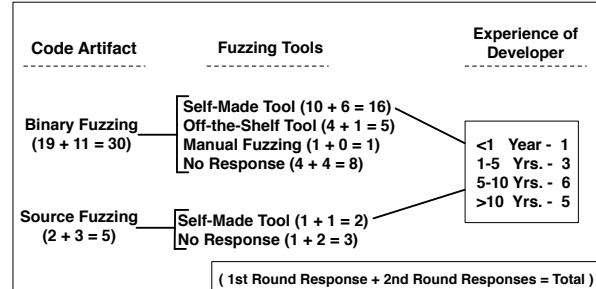 Code Artifact
Fuzzing Tools
Experience of
Developer
Binary Fuzzing
(19 + 11 = 30)
Self-Made Tool (10 + 6 = 16)
Off-the-Shelf Tool (4 + 1 = 5)
Manual Fuzzing (1 + 0 = 1)
No Response (4 + 4 = 8)
<1 Year - 1
1-5 Yrs. - 3
5-10 Yrs. - 6
>10 Yrs. - 5
Source Fuzzing
(2 + 3 = 5)
Self-Made Tool (1 + 1 = 2)
No Response (1 + 2 = 3)
( 1st Round Response + 2nd Round Responses = Total )